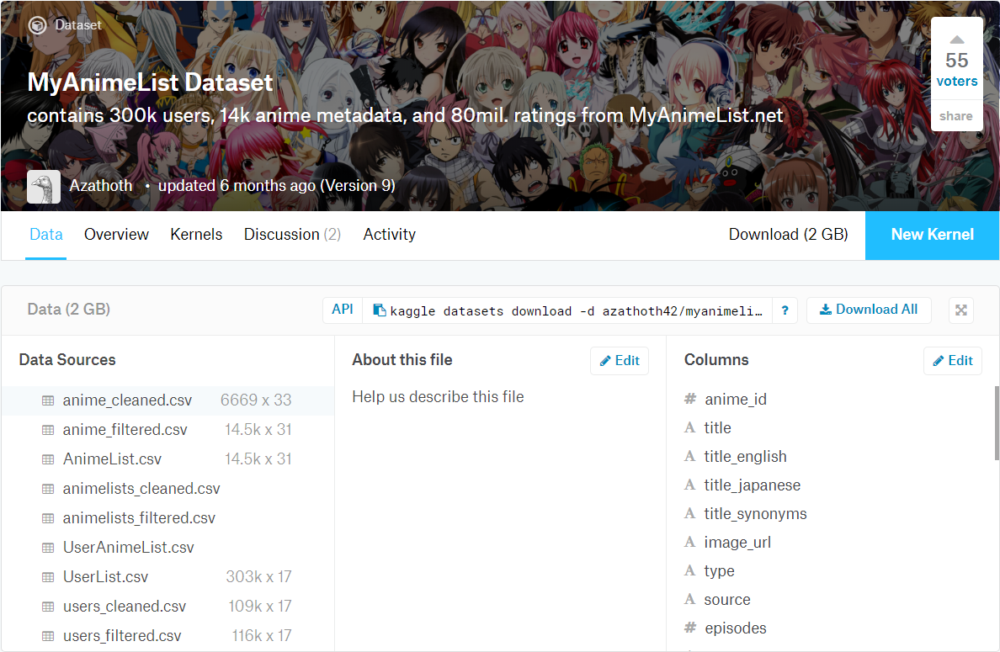 Dataset
55
voters
share
MyAnimeList Dataset
contains 300k users, 14k anime metadata, and 80mil. ratings from MyAnimeList.net
Azathoth • updated 6 months ago (Version 9)
Data Overview Kernels Discussion (2) Activity Download (2 GB) New Kernel
Data (2 GB) API kaggle datasets download -d azathoth42/myanimeli… ? Download All
Data Sources
anime_cleaned.csv 6669 x 33
anime_filtered.csv 14.5k x 31
AnimeList.csv 14.5k x 31
animelists_cleaned.csv
animelists_filtered.csv
UserAnimeList.csv
UserList.csv 303k x 17
users_cleaned.csv 109k x 17
users_filtered.csv 116k x 17
About this file Edit
Help us describe this file
Columns Edit
# anime_id
A title
A title_english
A title_japanese
A title_synonyms
A image_url
A type
A source
# episodes